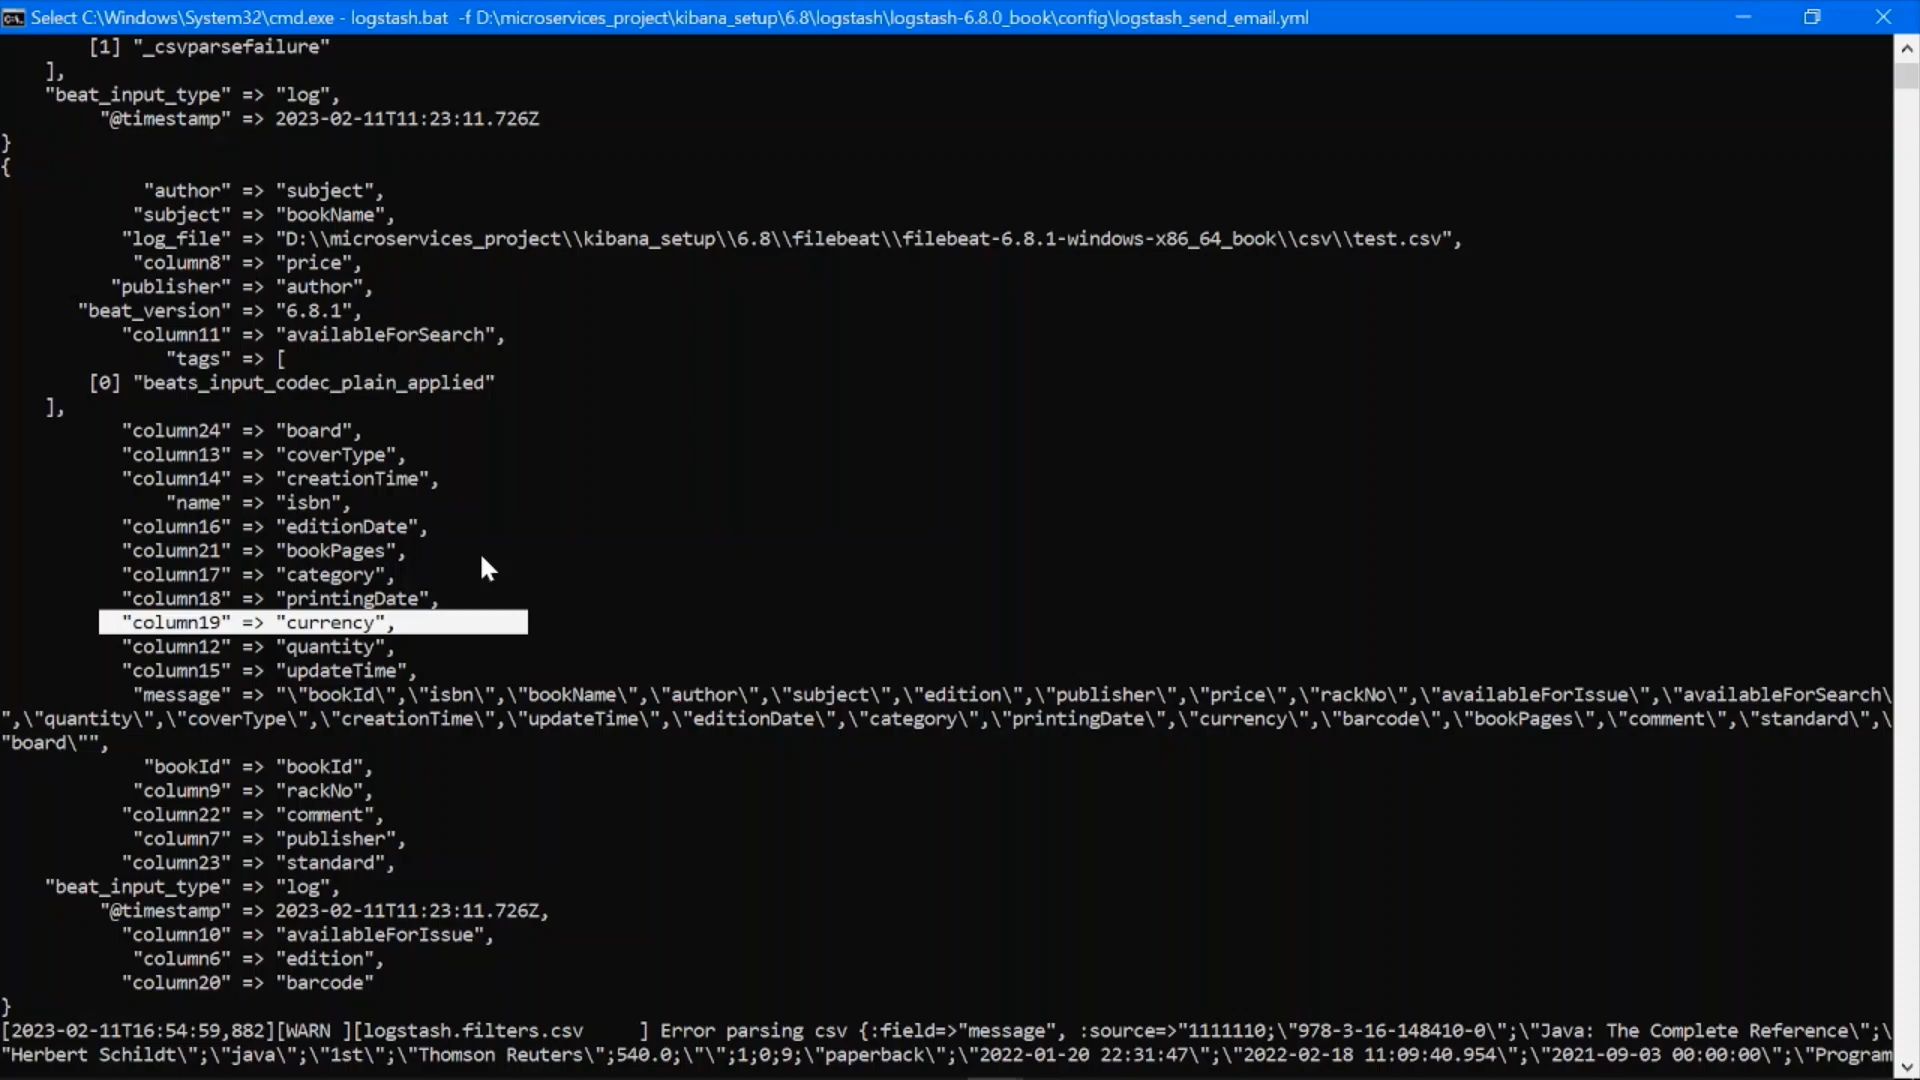 Select C:\Windows\System32\cmd.exe - logstash.bat  -f D:\microservices_project\kibana_setup\6.8\logstash\logstash-6.8.0_book\config\logstash_send_email.yml
[1] "_csvparsefailure"
],
"beat_input_type" => "log",
"@timestamp" => 2023-02-11T11:23:11.726Z
}
{
"author" => "subject",
"subject" => "bookName",
"log_file" => "D:\\microservices_project\\kibana_setup\\6.8\\filebeat\\filebeat-6.8.1-windows-x86_64_book\\csv\\test.csv",
"column8" => "price",
"publisher" => "author",
"beat_version" => "6.8.1",
"column11" => "availableForSearch",
"tags" => [
[0] "beats_input_codec_plain_applied"
],
"column24" => "board",
"column13" => "coverType",
"column14" => "creationTime",
"name" => "isbn",
"column16" => "editionDate",
"column21" => "bookPages",
"column17" => "category",
"column18" => "printingDate",
"column19" => "currency",
"column12" => "quantity",
"column15" => "updateTime",
"message" => "\"bookId\",\"isbn\",\"bookName\",\"author\",\"subject\",\"edition\",\"publisher\",\"price\",\"rackNo\",\"availableForIssue\",\"availableForSearch\
",\"quantity\",\"coverType\",\"creationTime\",\"updateTime\",\"editionDate\",\"category\",\"printingDate\",\"currency\",\"barcode\",\"bookPages\",\"comment\",\"standard\",\
"board\"",
"bookId" => "bookId",
"column9" => "rackNo",
"column22" => "comment",
"column7" => "publisher",
"column23" => "standard",
"beat_input_type" => "log",
"@timestamp" => 2023-02-11T11:23:11.726Z,
"column10" => "availableForIssue",
"column6" => "edition",
"column20" => "barcode"
}
[2023-02-11T16:54:59,882][WARN ][logstash.filters.csv     ] Error parsing csv {:field=>"message", :source=>"1111110;\"978-3-16-148410-0\";\"Java: The Complete Reference\";\
"Herbert Schildt\";\"java\";\"1st\";\"Thomson Reuters\";540.0;\"\";1;0;9;\"paperback\";\"2022-01-20 22:31:47\";\"2022-02-18 11:09:40.954\";\"2021-09-03 00:00:00\";\"Program